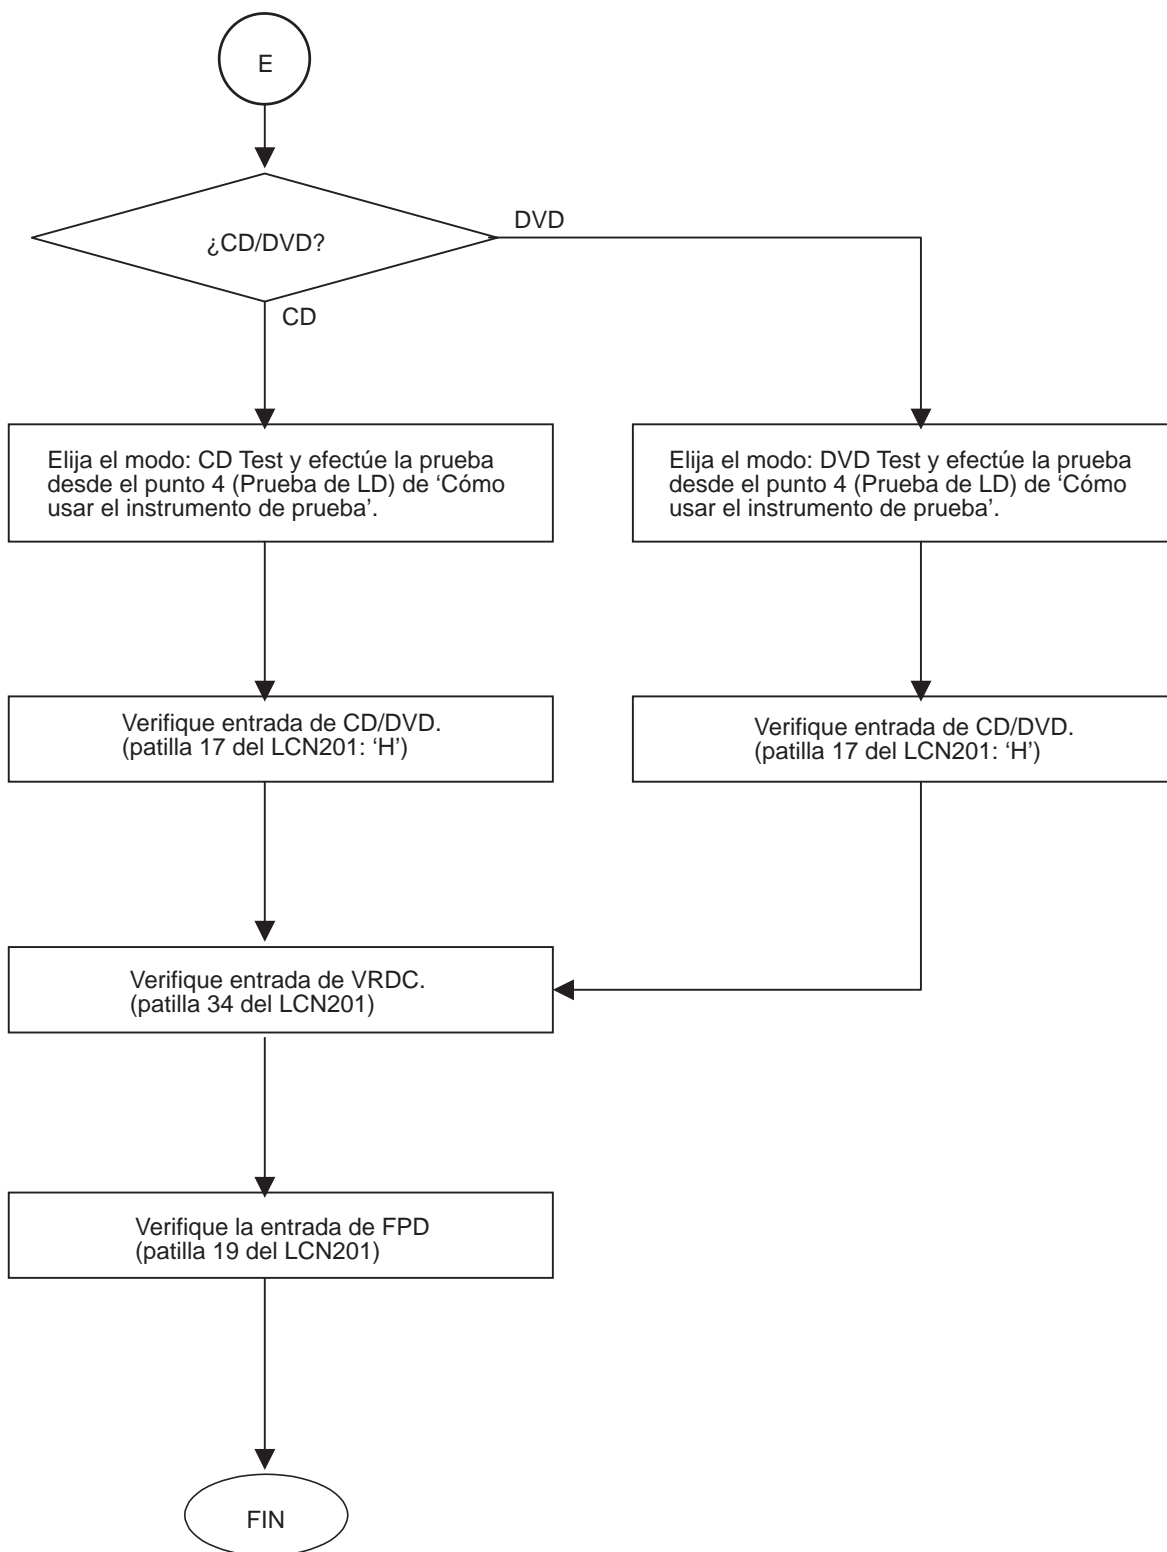 E
¿CD/DVD?
DVD
CD
Elija el modo: CD Test y efectúe la prueba
desde el punto 4 (Prueba de LD) de ‘Cómo
usar el instrumento de prueba’.
Elija el modo: DVD Test y efectúe la prueba
desde el punto 4 (Prueba de LD) de ‘Cómo
usar el instrumento de prueba’.
Verifique entrada de CD/DVD.
(patilla 17 del LCN201: ‘H’)
Verifique entrada de CD/DVD.
(patilla 17 del LCN201: ‘H’)
Verifique entrada de VRDC.
(patilla 34 del LCN201)
Verifique la entrada de FPD
(patilla 19 del LCN201)
FIN